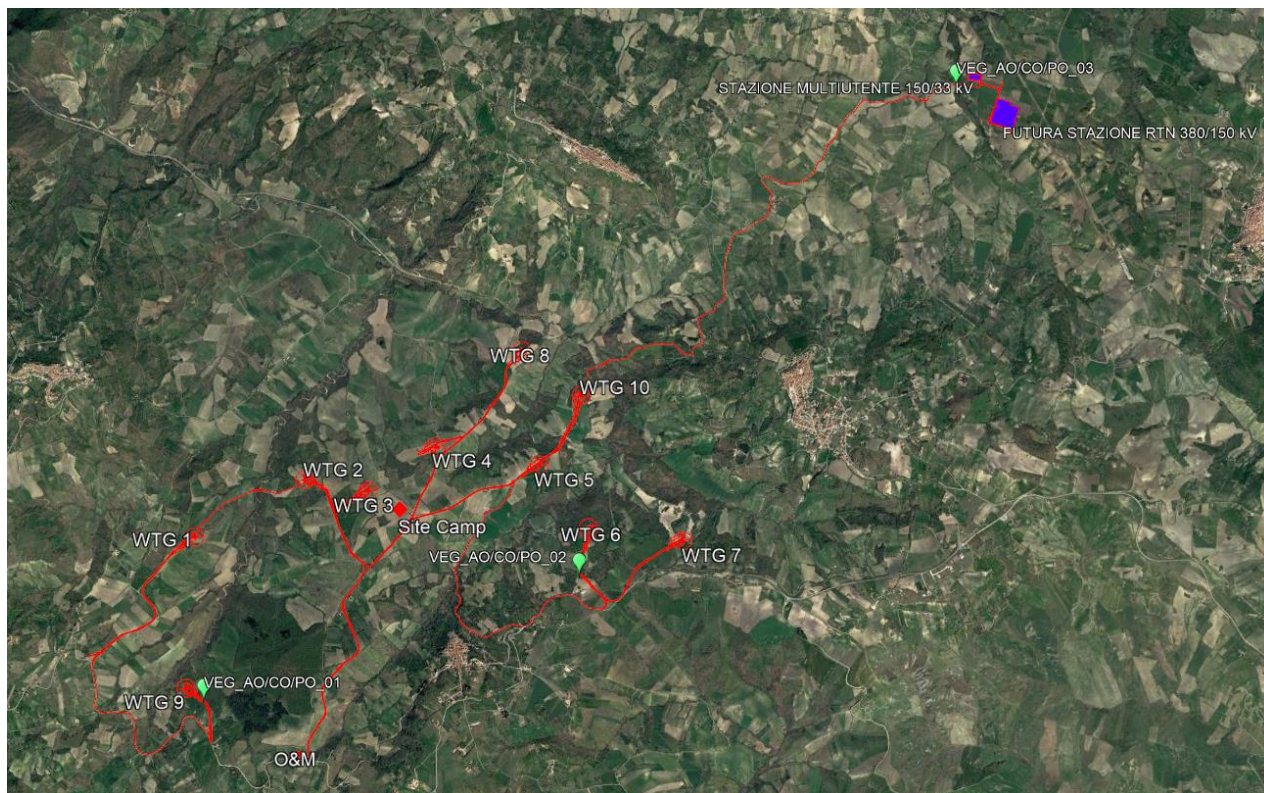 VEG_AO/CO/PO_03
STAZIONE MULTIUTENTE 150/33 kV
FUTURA STAZIONE RTN 380/150 kV
WTG 8
WTG 10
WTG 4
WTG 2
WTG 5
WTG 3
Site Camp
WTG 1
WTG 6
VEG_AO/CO/PO_02
WTG 7
VEG_AO/CO/PO_01
WTG 9
O&M